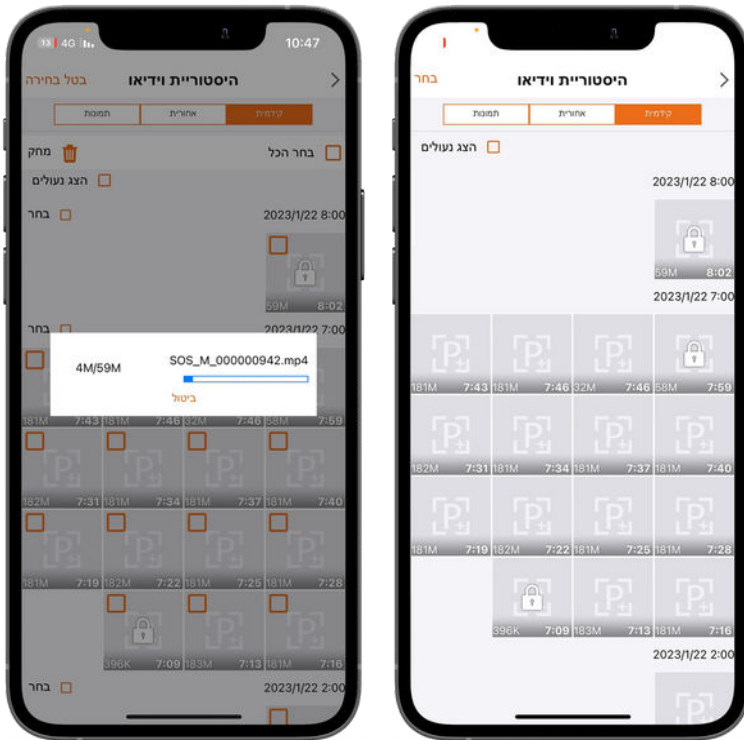 13 4G 10:47
היסטוריית וידיאו
בטל בחירה
קידמית אחורית תמונות
בחר הכל
מחק
הצג נעולים
2023/1/22 8:00 בחר
59M 8:02
2023/1/22 7:00 בחר
SOS_M_000000942.mp4
4M/59M
ביטול
181M 7:43 181M 7:46 32M 7:46 58M 7:59
182M 7:31 181M 7:34 181M 7:37 181M 7:40
181M 7:19 182M 7:22 181M 7:25 181M 7:28
396K 7:09 183M 7:13 181M 7:16
2023/1/22 2:00 בחר
היסטוריית וידיאו
בחר
קידמית אחורית תמונות
הצג נעולים
2023/1/22 8:00
59M 8:02
2023/1/22 7:00
181M 7:43 181M 7:46 32M 7:46 58M 7:59
182M 7:31 181M 7:34 181M 7:37 181M 7:40
181M 7:19 182M 7:22 181M 7:25 181M 7:28
396K 7:09 183M 7:13 181M 7:16
2023/1/22 2:00